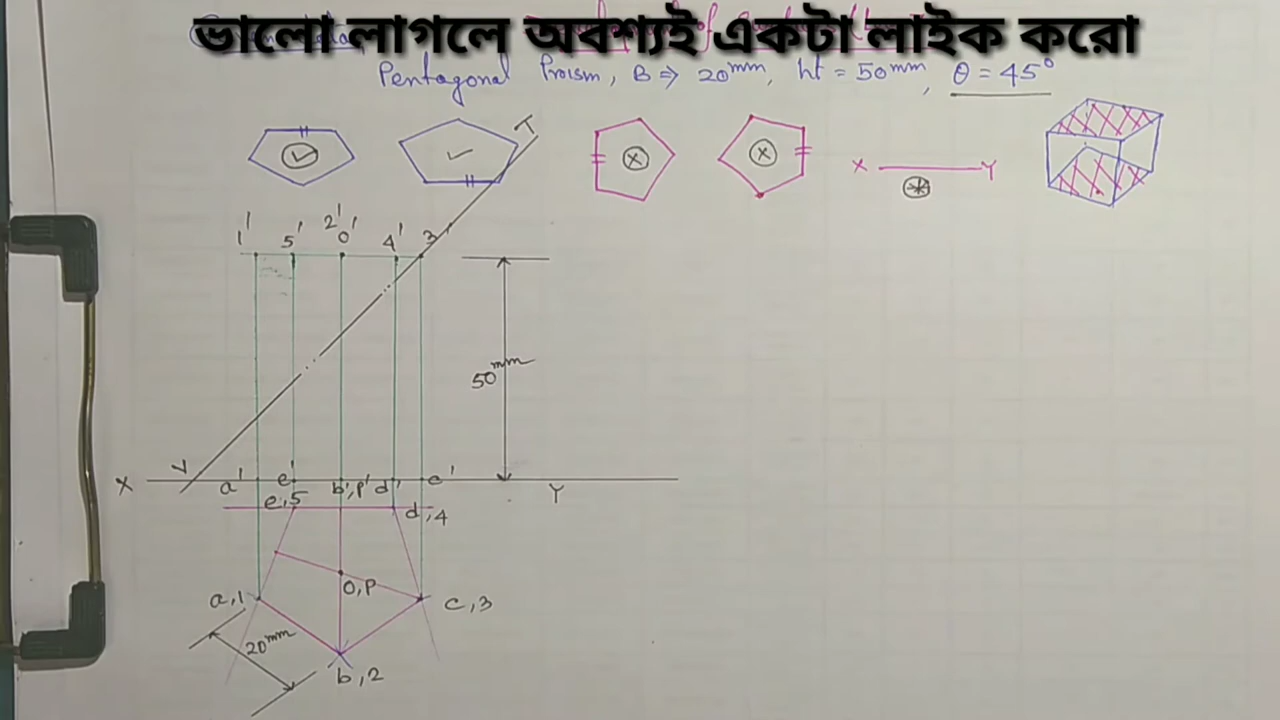 ভালো লাগলে অবশ্যই একটা লাইক করো
Pentagonal Prism, B ⇒ 20mm, ht = 50mm, θ = 45°
T
X Y
1' 5' 2' 0' 4' 3'
50mm
X V a' e' b',p' d' c' Y
e,5 d,4
o,p
a,1 c,3
20mm
b,2